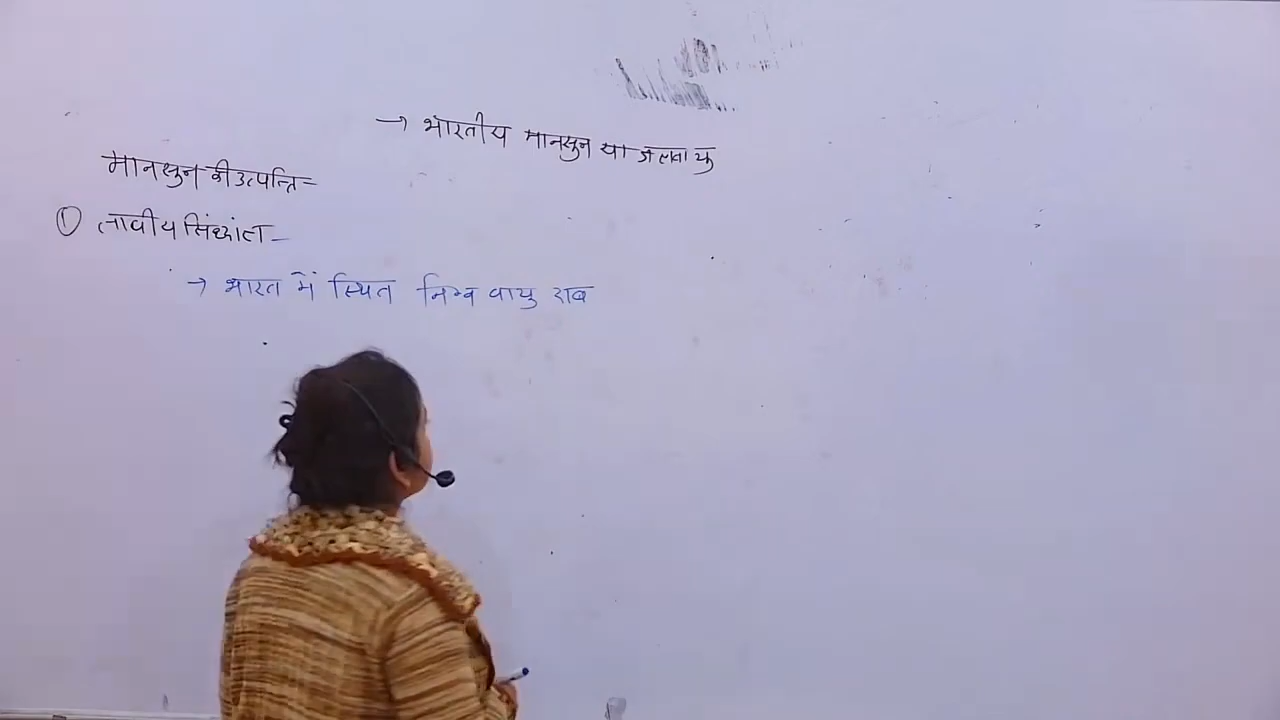 → भारतीय मानसुन या जलवायु
मानसुन की उत्पत्ति–
① तापीय सिंध्धांत–
→ भारत में स्थित निम्न वायु दाब